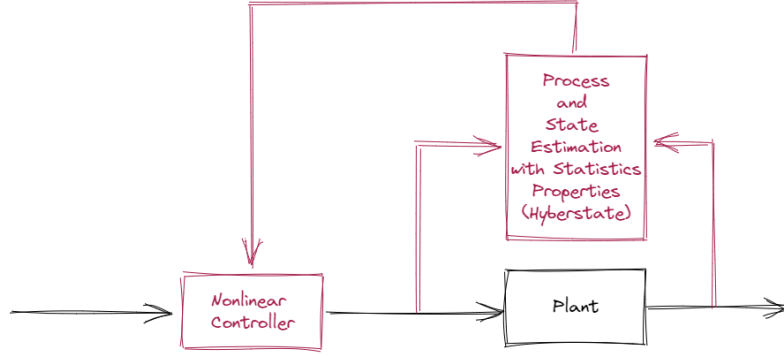 Process
and
State
Estimation
with Statistics
Properties
(Hyberstate)
Nonlinear
Controller
Plant